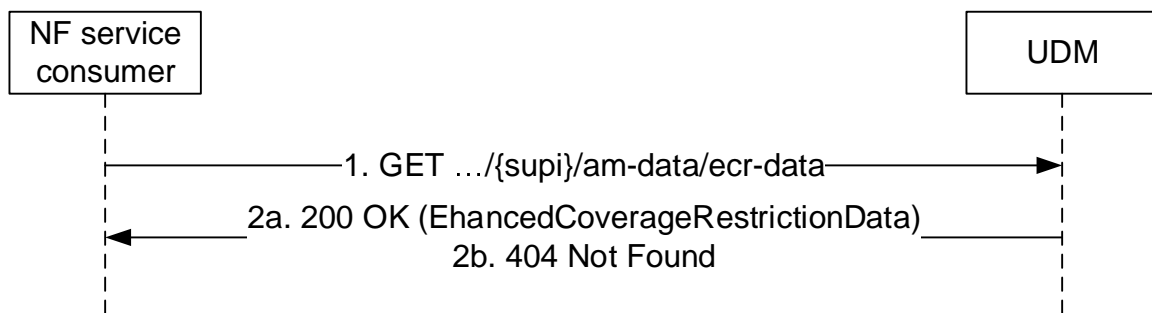 NF service
consumer
UDM
1. GET …/{supi}/am-data/ecr-data
2a. 200 OK (EhancedCoverageRestrictionData)
2b. 404 Not Found